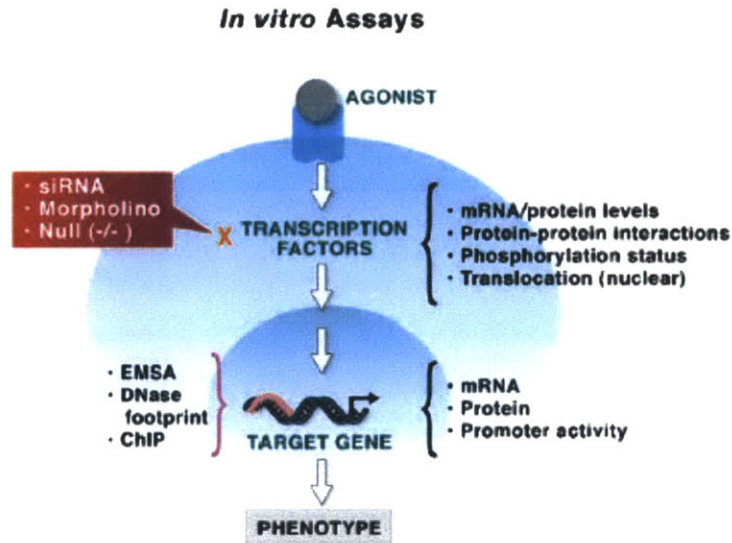 In vitro Assays
AGONIST
· siRNA
· Morpholino
· Null (-/- )
X
TRANSCRIPTION
FACTORS
· mRNA/protein levels
· Protein-protein interactions
· Phosphorylation status
· Translocation (nuclear)
· EMSA
· DNase
footprint
· ChIP
TARGET GENE
· mRNA
· Protein
· Promoter activity
PHENOTYPE